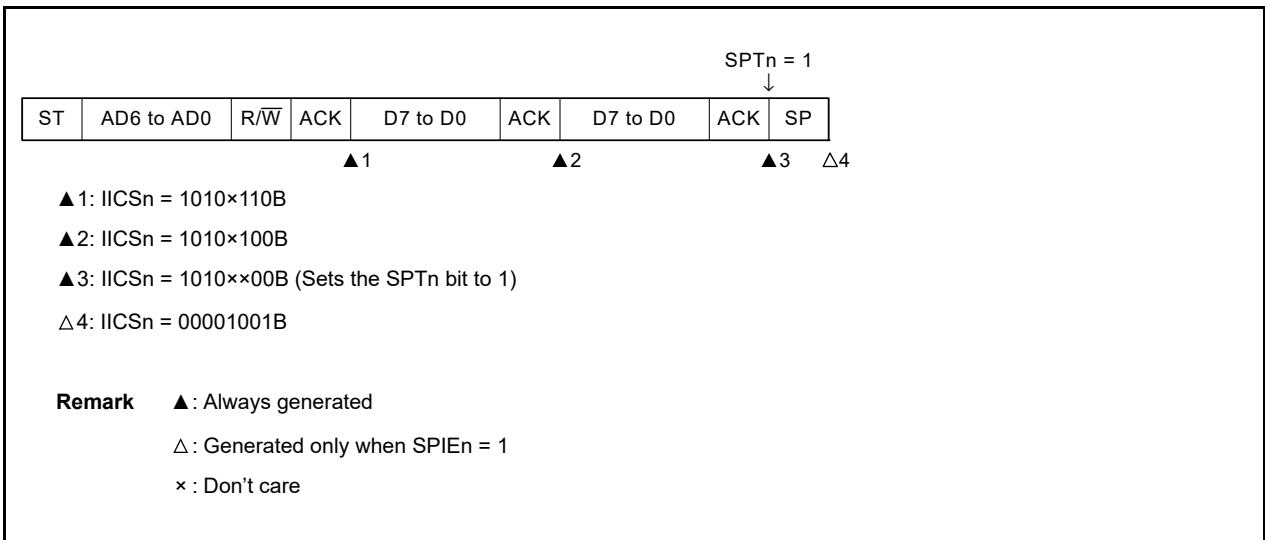 SPTn = 1
↓
ST AD6 to AD0 R/W̅ ACK D7 to D0 ACK D7 to D0 ACK SP
▲1 ▲2 ▲3 △4
▲1: IICSn = 1010×110B
▲2: IICSn = 1010×100B
▲3: IICSn = 1010××00B (Sets the SPTn bit to 1)
△4: IICSn = 00001001B
Remark ▲: Always generated
△: Generated only when SPIEn = 1
×: Don’t care